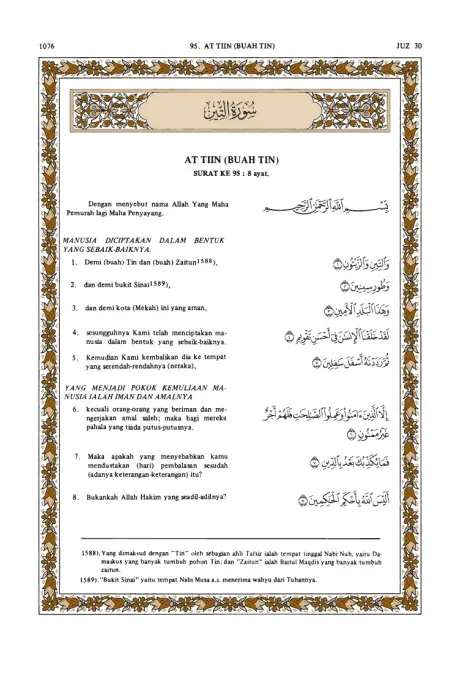 1076
95. AT TIIN (BUAH TIN)
JUZ 30
سُورَةُ التِّينِ
AT TIIN (BUAH TIN)
SURAT KE 95 : 8 ayat.
Dengan menyebut nama Allah Yang Maha
Pemurah lagi Maha Penyayang.
بِسْمِ اللَّهِ الرَّحْمَٰنِ الرَّحِيمِ
MANUSIA DICIPTAKAN DALAM BENTUK
YANG SEBAIK-BAIKNYA.
1. Demi (buah) Tin dan (buah) Zaitun1588),
وَالتِّينِ وَالزَّيْتُونِ ١
2. dan demi bukit Sinai1589),
وَطُورِ سِينِينَ ٢
3. dan demi kota (Mekah) ini yang aman,
وَهَٰذَا الْبَلَدِ الْأَمِينِ ٣
4. sesungguhnya Kami telah menciptakan ma-
nusia dalam bentuk yang sebaik-baiknya.
لَقَدْ خَلَقْنَا الْإِنسَٰنَ فِي أَحْسَنِ تَقْوِيمٍ ٤
5. Kemudian Kami kembalikan dia ke tempat
yang serendah-rendahnya (neraka),
ثُمَّ رَدَدْنَٰهُ أَسْفَلَ سَٰفِلِينَ ٥
YANG MENJADI POKOK KEMULIAAN MA-
NUSIA IALAH IMAN DAN AMALNYA
6. kecuali orang-orang yang beriman dan me-
ngerjakan amal saleh; maka bagi mereka
pahala yang tiada putus-putusnya.
إِلَّا الَّذِينَ ءَامَنُوا وَعَمِلُوا الصَّٰلِحَٰتِ فَلَهُمْ أَجْرٌ
غَيْرُ مَمْنُونٍ ٦
7. Maka apakah yang menyebabkan kamu
mendustakan (hari) pembalasan sesudah
(adanya keterangan-keterangan) itu?
فَمَا يُكَذِّبُكَ بَعْدُ بِالدِّينِ ٧
8. Bukankah Allah Hakim yang seadil-adilnya?
أَلَيْسَ اللَّهُ بِأَحْكَمِ الْحَٰكِمِينَ ٨
1588). Yang dimaksud dengan "Tin" oleh sebagian ahli Tafsir ialah tempat tinggal Nabi Nuh, yaitu Da-
maskus yang banyak tumbuh pohon Tin; dan "Zaitun" ialah Baitul Maqdis yang banyak tumbuh
zaitun.
1589). "Bukit Sinai" yaitu tempat Nabi Musa a.s. menerima wahyu dari Tuhannya.